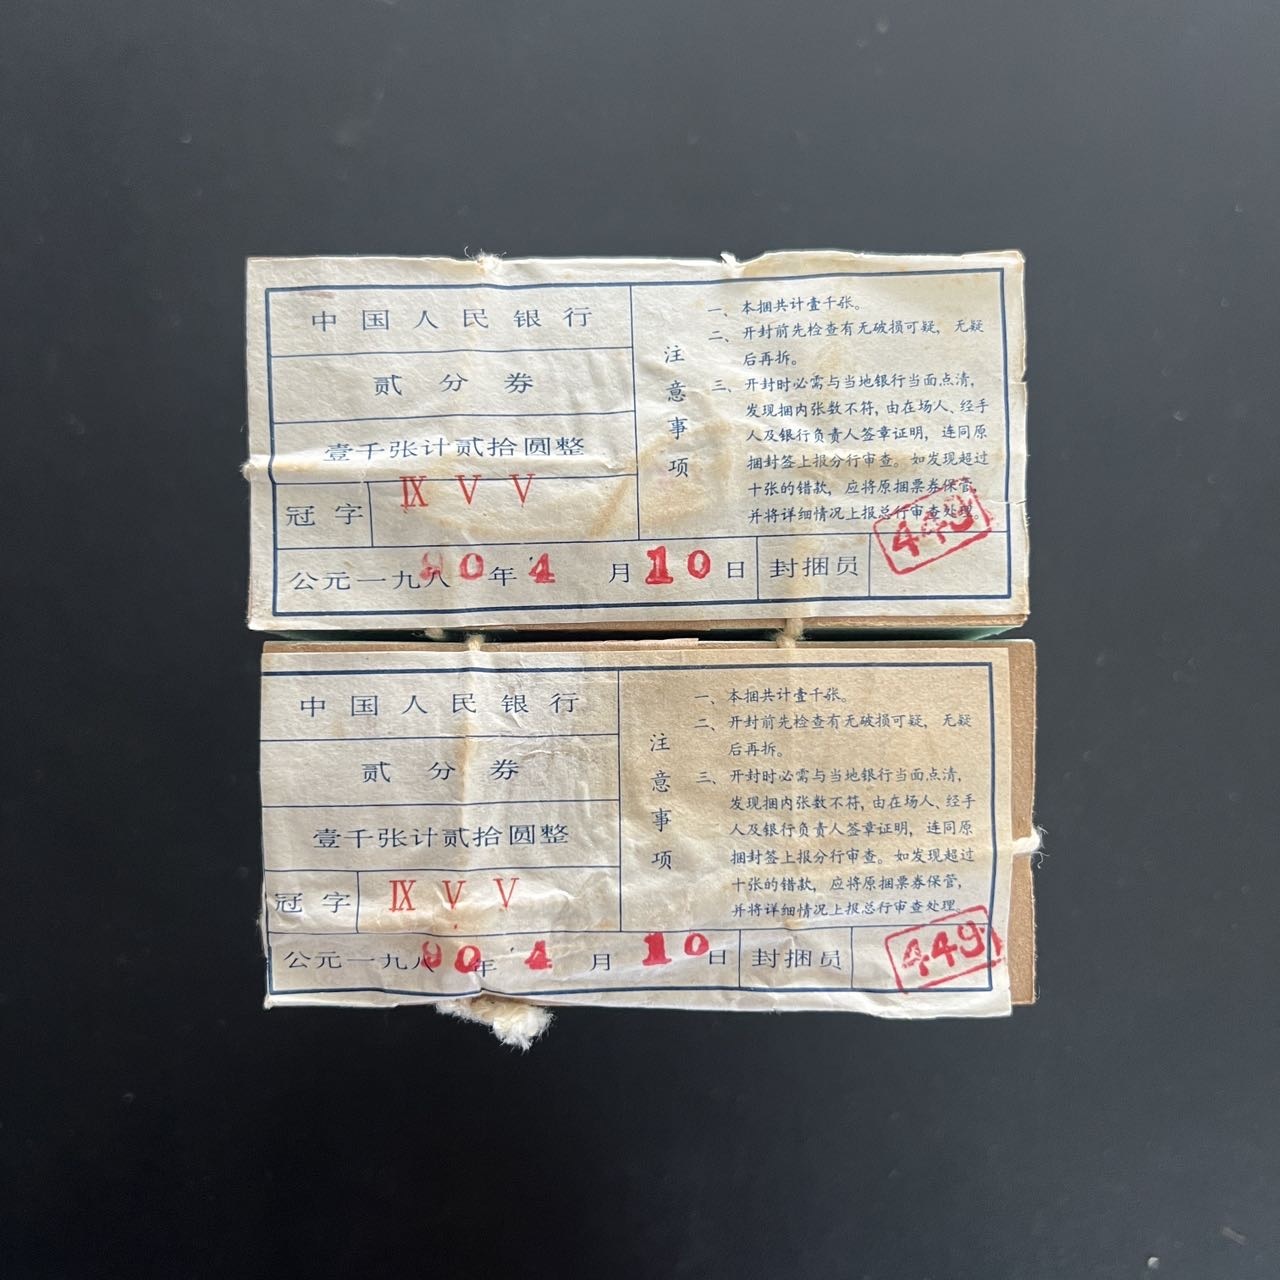 中国人民银行
贰分券
壹千张计贰拾圆整
冠字 IX V V
公元一九八90年4月10日 封捆员 449
注意事项
一、本捆共计壹千张。
二、开封前先检查有无破损可疑，无疑
后再拆。
三、开封时必需与当地银行当面点清，
发现捆内张数不符，由在场人、经手
人及银行负责人签章证明，连同原
捆封签上报分行审查。如发现超过
十张的错款，应将原捆票券保管，
并将详细情况上报总行审查处理。
中国人民银行
贰分券
壹千张计贰拾圆整
冠字 IX V V
公元一九八90年4月10日 封捆员 449
注意事项
一、本捆共计壹千张。
二、开封前先检查有无破损可疑，无疑
后再拆。
三、开封时必需与当地银行当面点清，
发现捆内张数不符，由在场人、经手
人及银行负责人签章证明，连同原
捆封签上报分行审查。如发现超过
十张的错款，应将原捆票券保管，
并将详细情况上报总行审查处理。